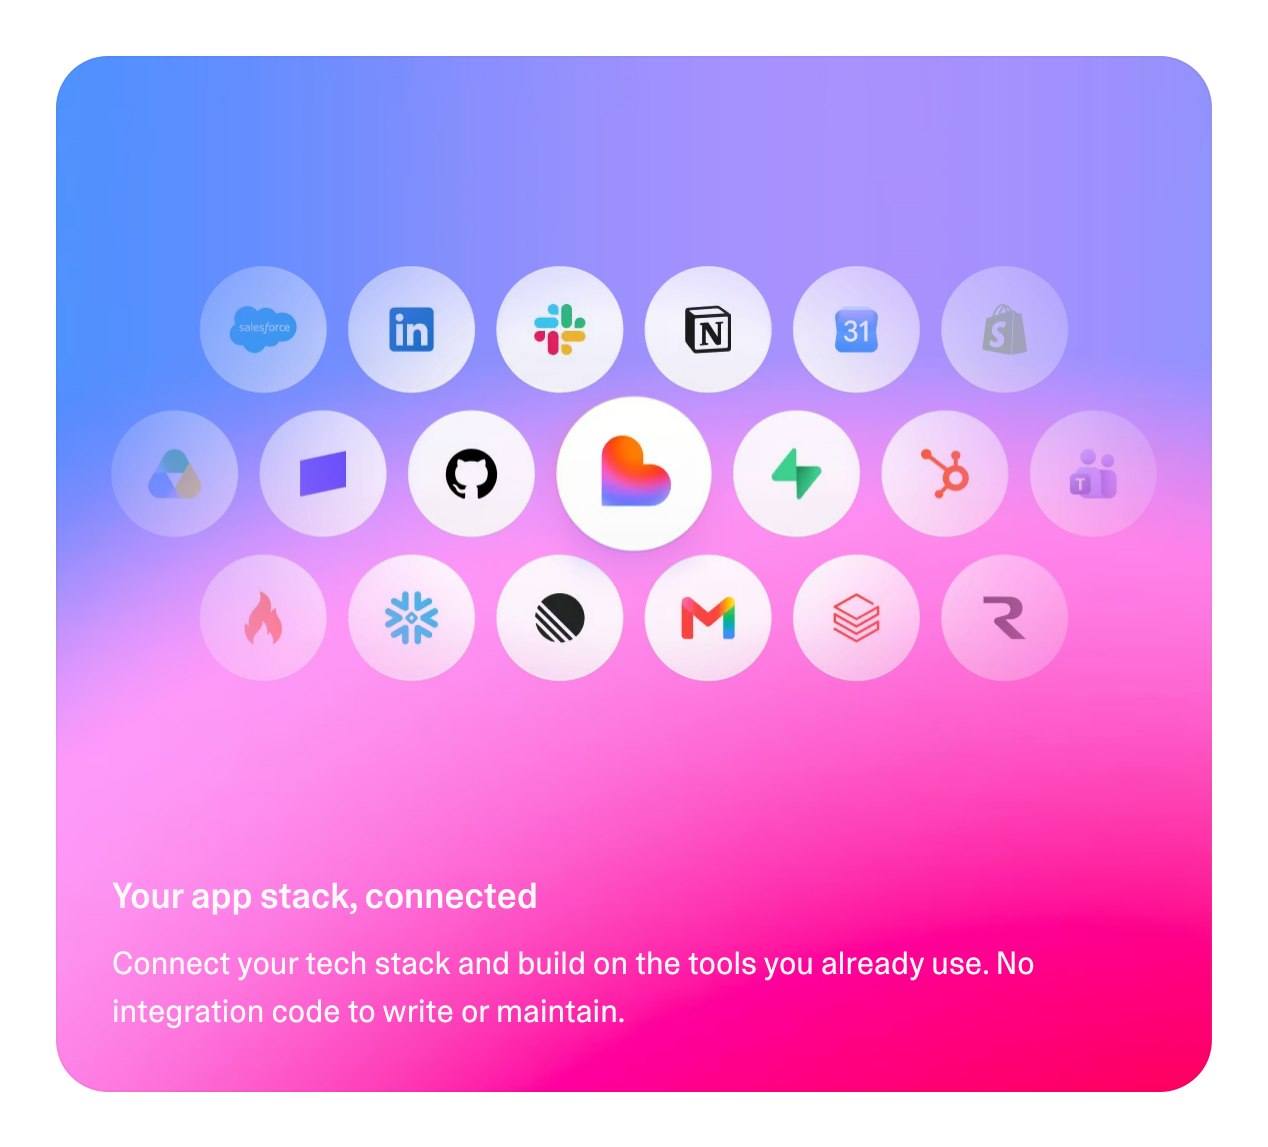 salesforce
in
N
31
S
T
Your app stack, connected
Connect your tech stack and build on the tools you already use. No
integration code to write or maintain.